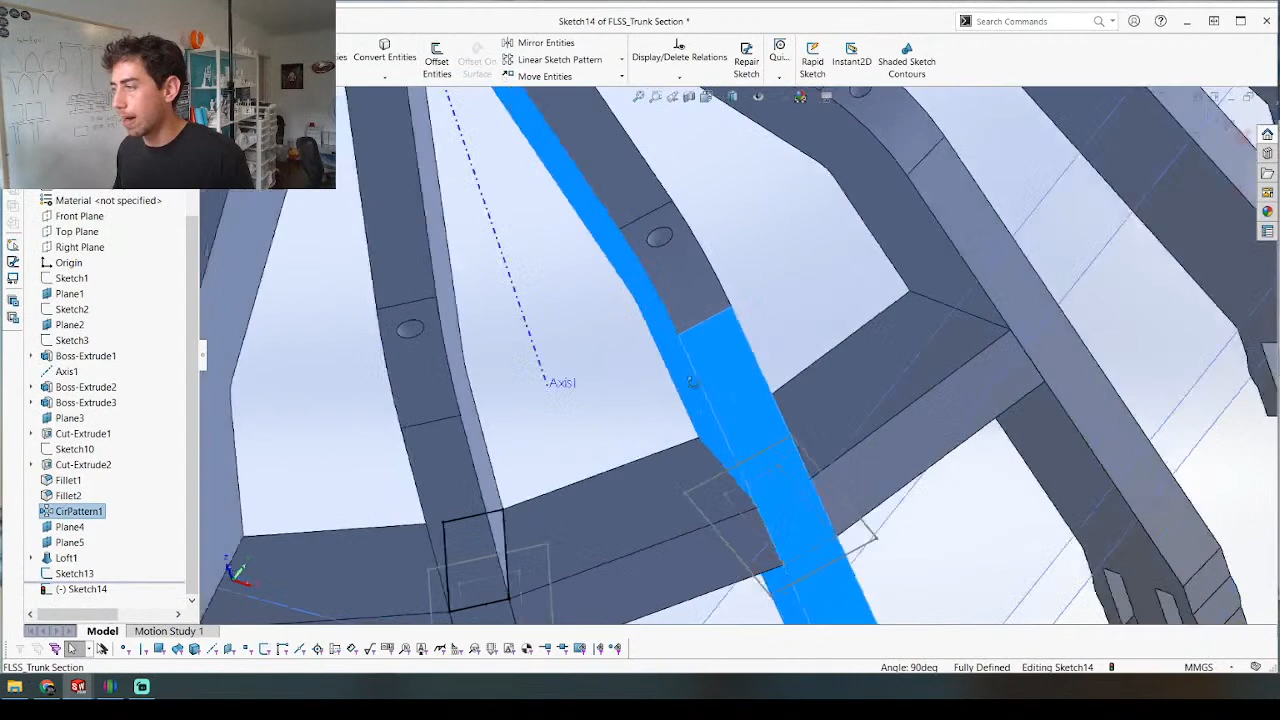 Sketch14 of FLSS_Trunk Section *
Search Commands
Convert Entities
Offset Entities
Offset On Surface
Mirror Entities
Linear Sketch Pattern
Move Entities
Display/Delete Relations
Repair Sketch
Qui...
Rapid Sketch
Instant2D
Shaded Sketch Contours
Material <not specified>
Front Plane
Top Plane
Right Plane
Origin
Sketch1
Plane1
Sketch2
Plane2
Sketch3
Boss-Extrude1
Axis1
Boss-Extrude2
Boss-Extrude3
Plane3
Cut-Extrude1
Sketch10
Cut-Extrude2
Fillet1
Fillet2
CirPattern1
Plane4
Plane5
Loft1
Sketch13
(-) Sketch14
Axis1
Model
Motion Study 1
FLSS_Trunk Section
Angle: 90deg
Fully Defined
Editing Sketch14
MMGS